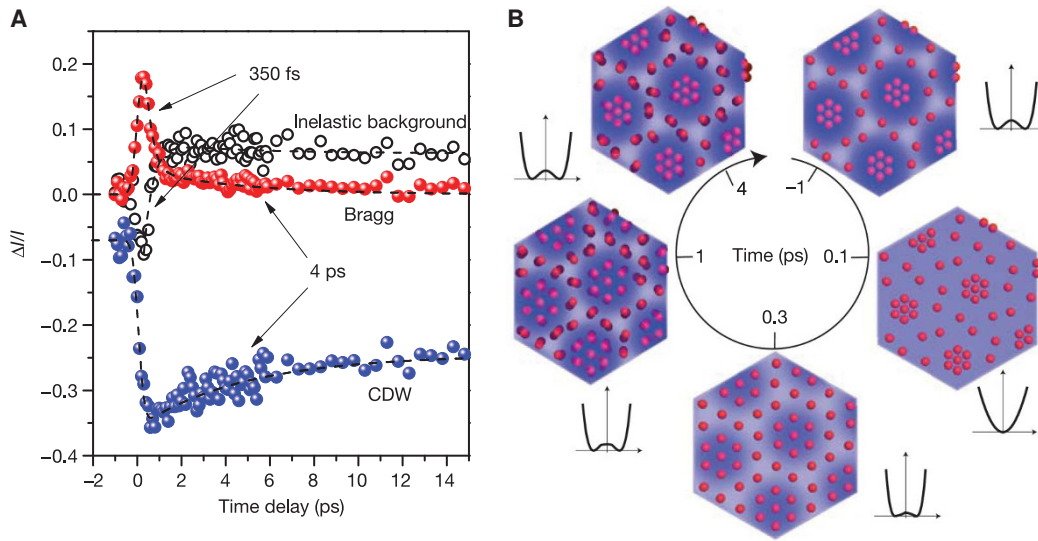 A
0.2
0.1
0.0
−0.1
−0.2
−0.3
−0.4
ΔI/I
350 fs
Inelastic background
Bragg
4 ps
CDW
−2 0 2 4 6 8 10 12 14
Time delay (ps)
B
4
−1
1
Time (ps)
0.1
0.3